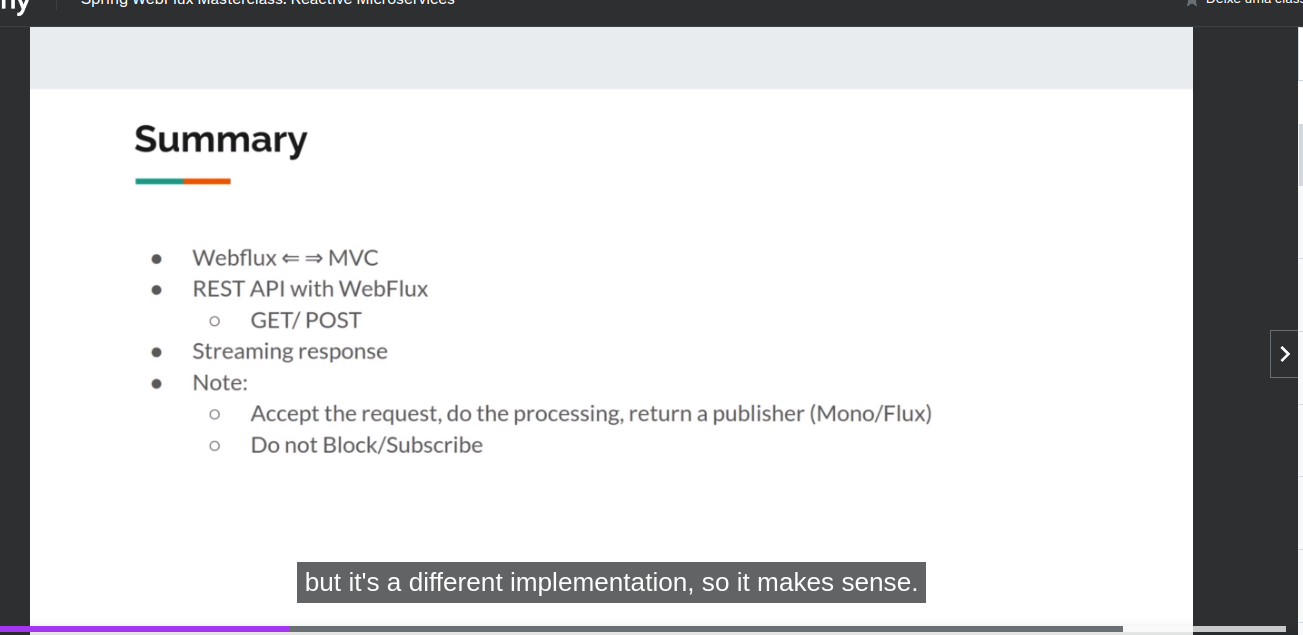 Spring WebFlux Masterclass: Reactive Microservices
Deixe uma clas
Summary
● Webflux ⇐ ⇒ MVC
● REST API with WebFlux
○ GET/ POST
● Streaming response
● Note:
○ Accept the request, do the processing, return a publisher (Mono/Flux)
○ Do not Block/Subscribe
but it's a different implementation, so it makes sense.